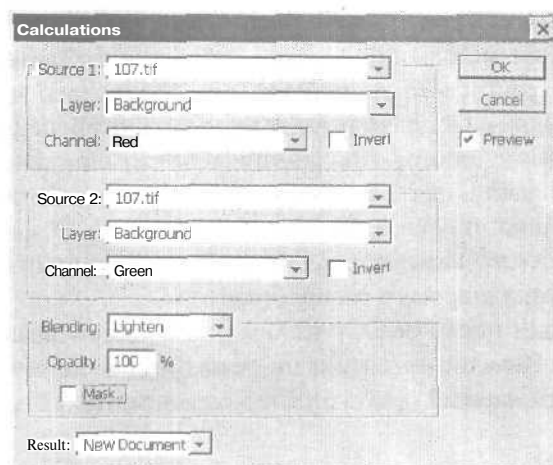 Calculations
Source 1: 107.tif
OK
Layer: Background
Cancel
Channel: Red Invert
Preview
Source 2: 107.tif
Layer: Background
Channel: Green Invert
Blending: Lighten
Opacity 100 %
Mask..
Result: New Document